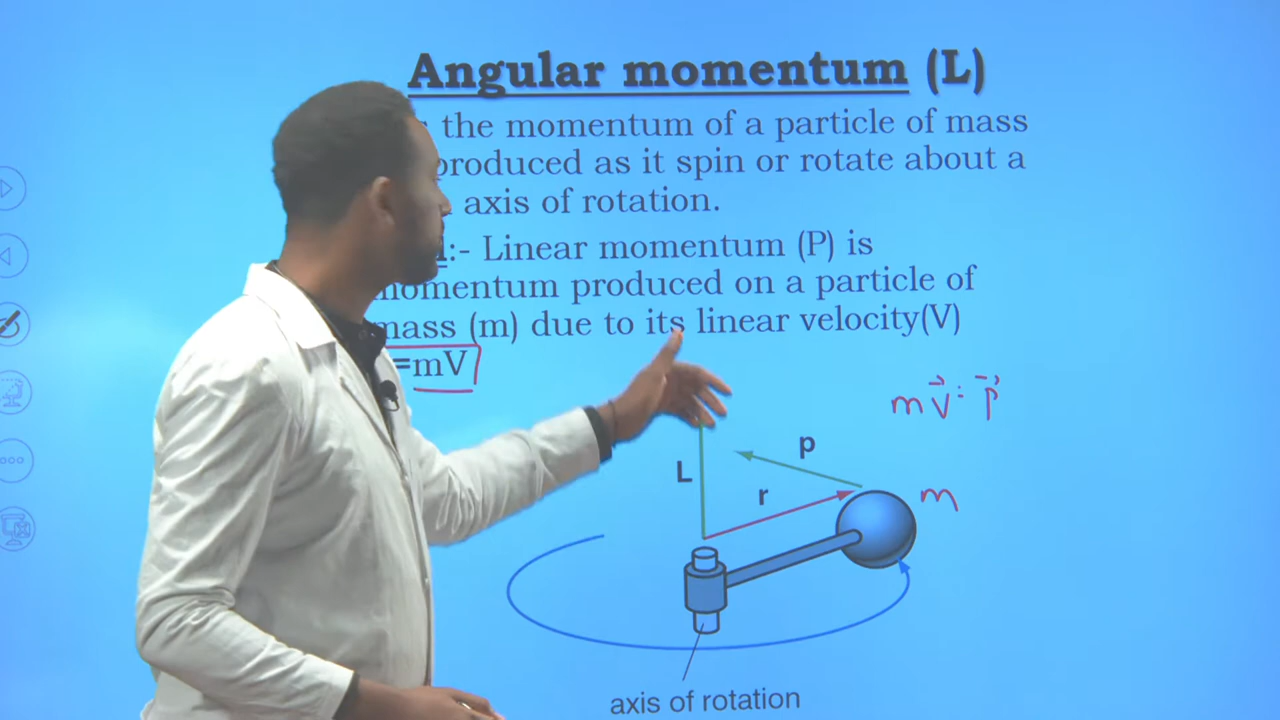 Angular momentum (L)
the momentum of a particle of mass
produced as it spin or rotate about a
axis of rotation.
:- Linear momentum (P) is
momentum produced on a particle of
mass (m) due to its linear velocity(V)
=mV
m v : p
L
p
r
m
axis of rotation